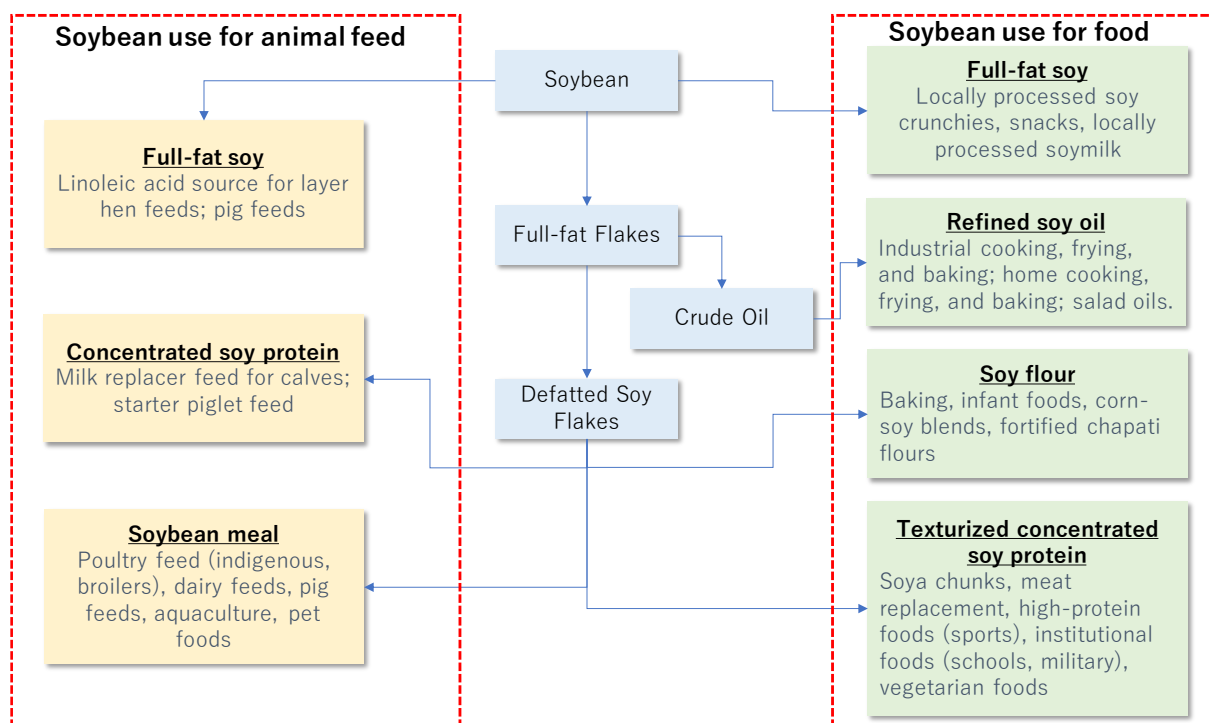 Soybean use for animal feed
Full-fat soy
Linoleic acid source for layer
hen feeds; pig feeds
Concentrated soy protein
Milk replacer feed for calves;
starter piglet feed
Soybean meal
Poultry feed (indigenous,
broilers), dairy feeds, pig
feeds, aquaculture, pet
foods
Soybean
Full-fat Flakes
Crude Oil
Defatted Soy
Flakes
Soybean use for food
Full-fat soy
Locally processed soy
crunchies, snacks, locally
processed soymilk
Refined soy oil
Industrial cooking, frying,
and baking; home cooking,
frying, and baking; salad oils.
Soy flour
Baking, infant foods, corn-
soy blends, fortified chapati
flours
Texturized concentrated
soy protein
Soya chunks, meat
replacement, high-protein
foods (sports), institutional
foods (schools, military),
vegetarian foods